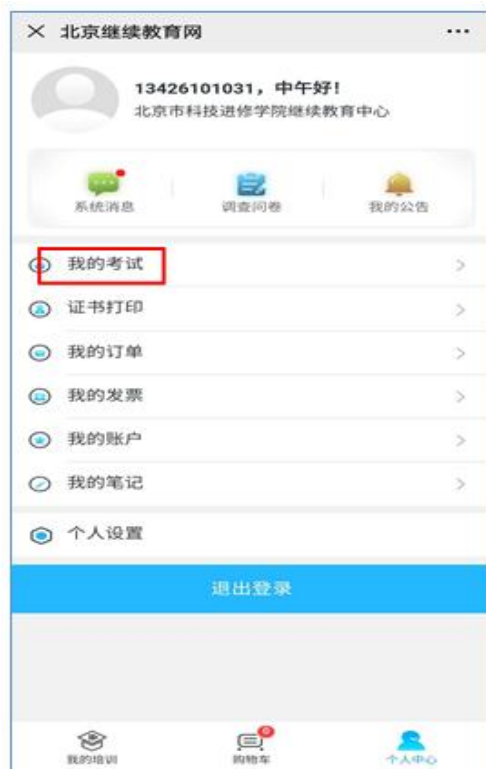 北京继续教育网
13426101031，中午好！
北京市科技进修学院继续教育中心
系统消息
调查问卷
我的公告
我的考试
证书打印
我的订单
我的发票
我的账户
我的笔记
个人设置
退出登录
0
我的培训
购物车
个人中心